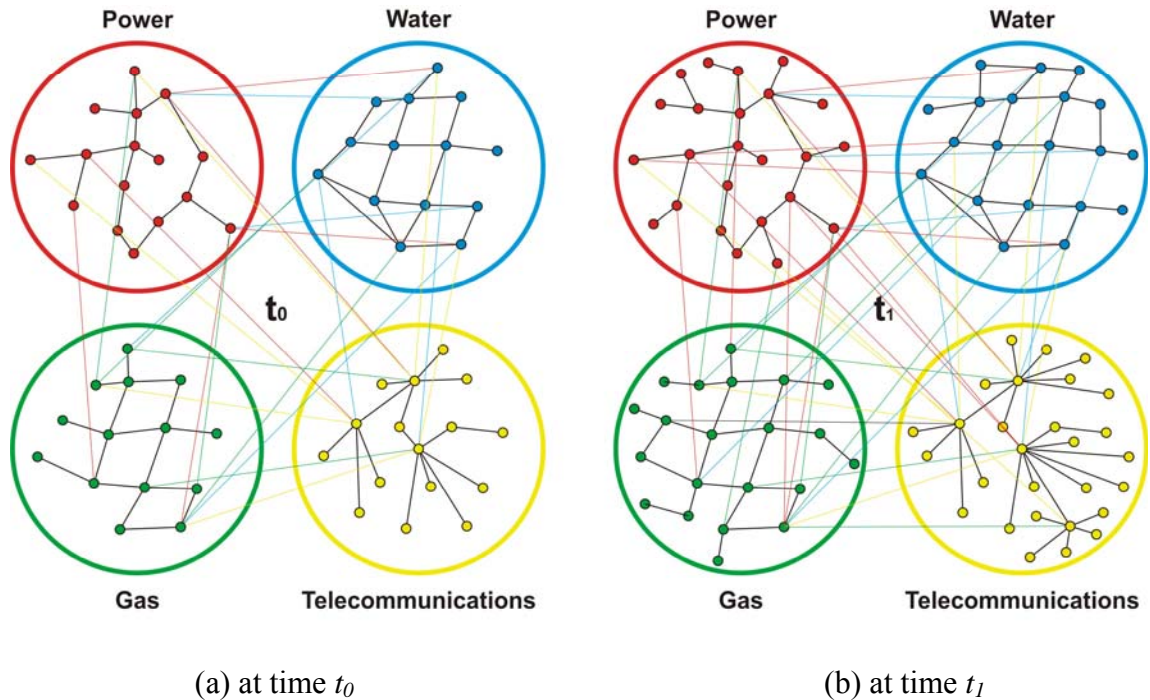 Power
Water
Power
Water
t0
t1
Gas
Telecommunications
Gas
Telecommunications
(a) at time t0
(b) at time t1